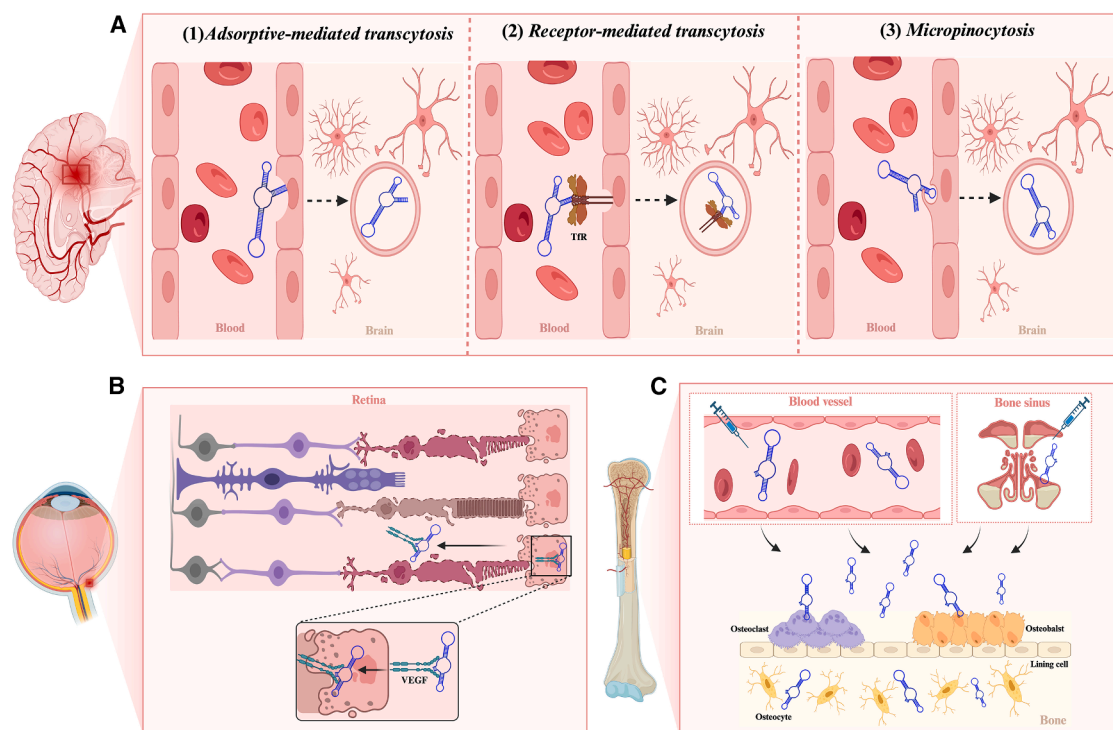 A
(1)Adsorptive-mediated transcytosis
(2) Receptor-mediated transcytosis
(3) Micropinocytosis
TfR
Blood
Brain
Blood
Brain
Blood
Brain
B
Retina
VEGF
C
Blood vessel
Bone sinus
Osteoclast
Osteobalst
Lining cell
Osteocyte
Bone